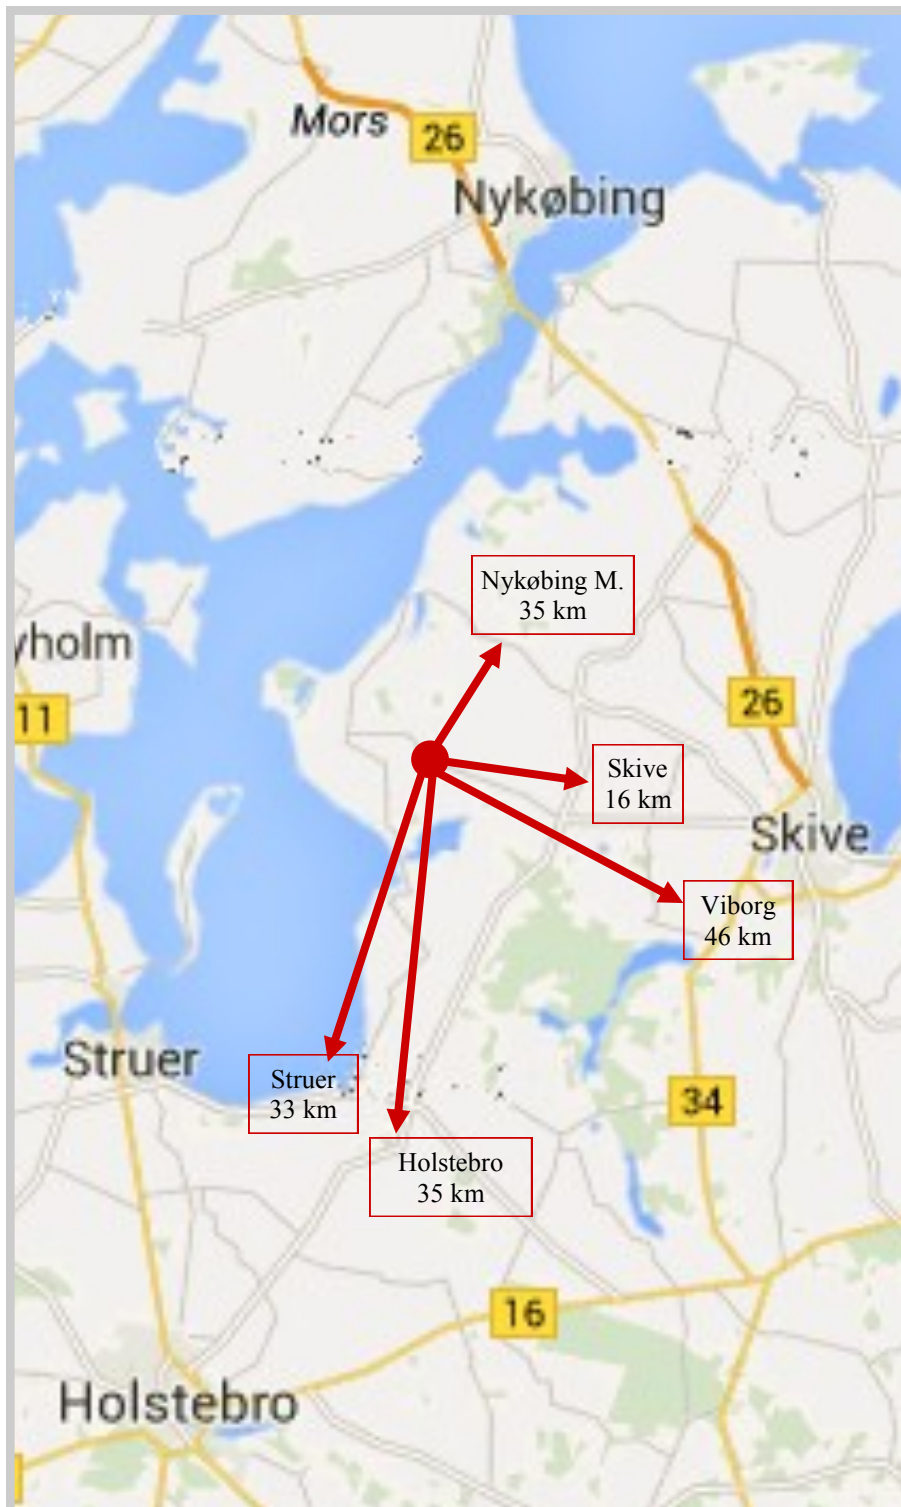 Mors
26
Nykøbing
Nykøbing M.
35 km
yholm
11
26
Skive
16 km
Skive
Viborg
46 km
Struer
Struer
33 km
34
Holstebro
35 km
16
Holstebro